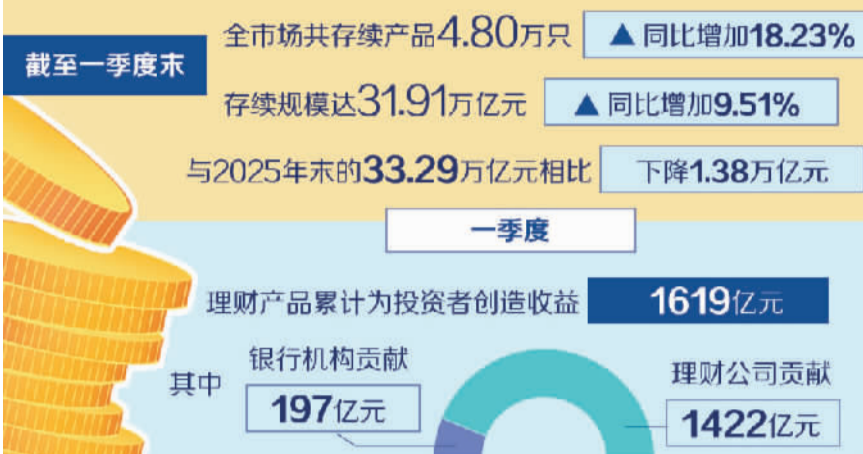 截至一季度末
全市场共存续产品4.80万只 ▲同比增加18.23%
存续规模达31.91万亿元 ▲同比增加9.51%
与2025年末的33.29万亿元相比 下降1.38万亿元
一季度
理财产品累计为投资者创造收益 1619亿元
其中
银行机构贡献
197亿元
理财公司贡献
1422亿元